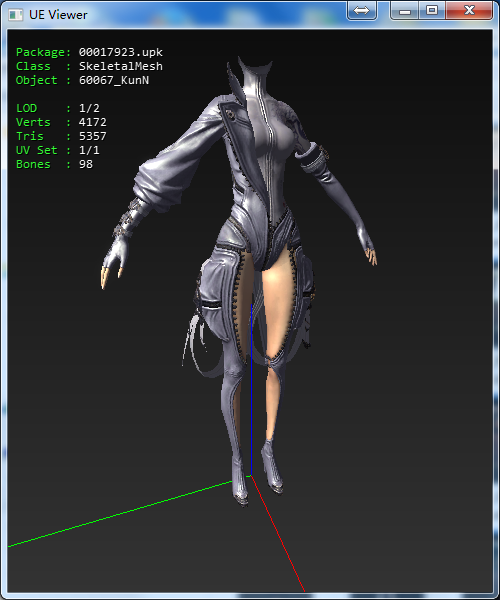 UE Viewer
Package: 00017923.upk
Class : SkeletalMesh
Object : 60067_KunN
LOD : 1/2
Verts : 4172
Tris : 5357
UV Set : 1/1
Bones : 98